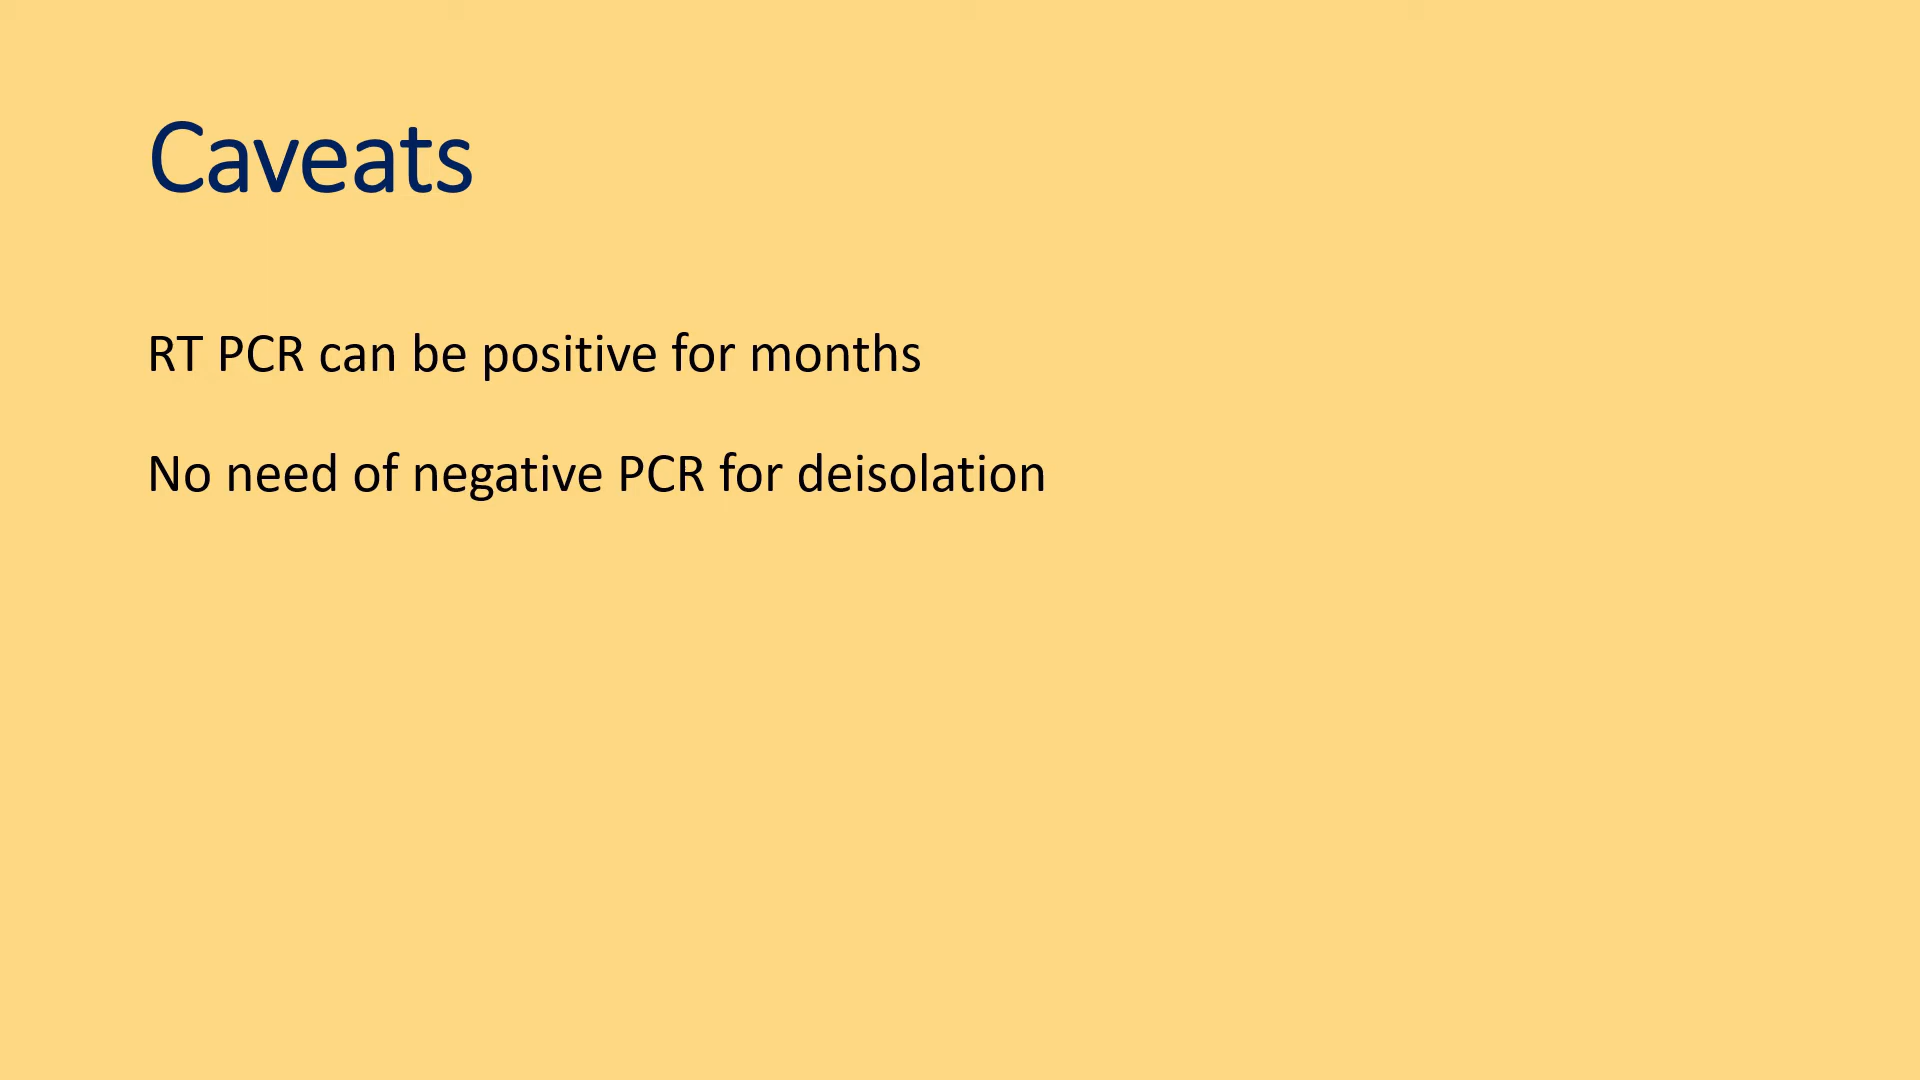 Caveats
RT PCR can be positive for months
No need of negative PCR for deisolation